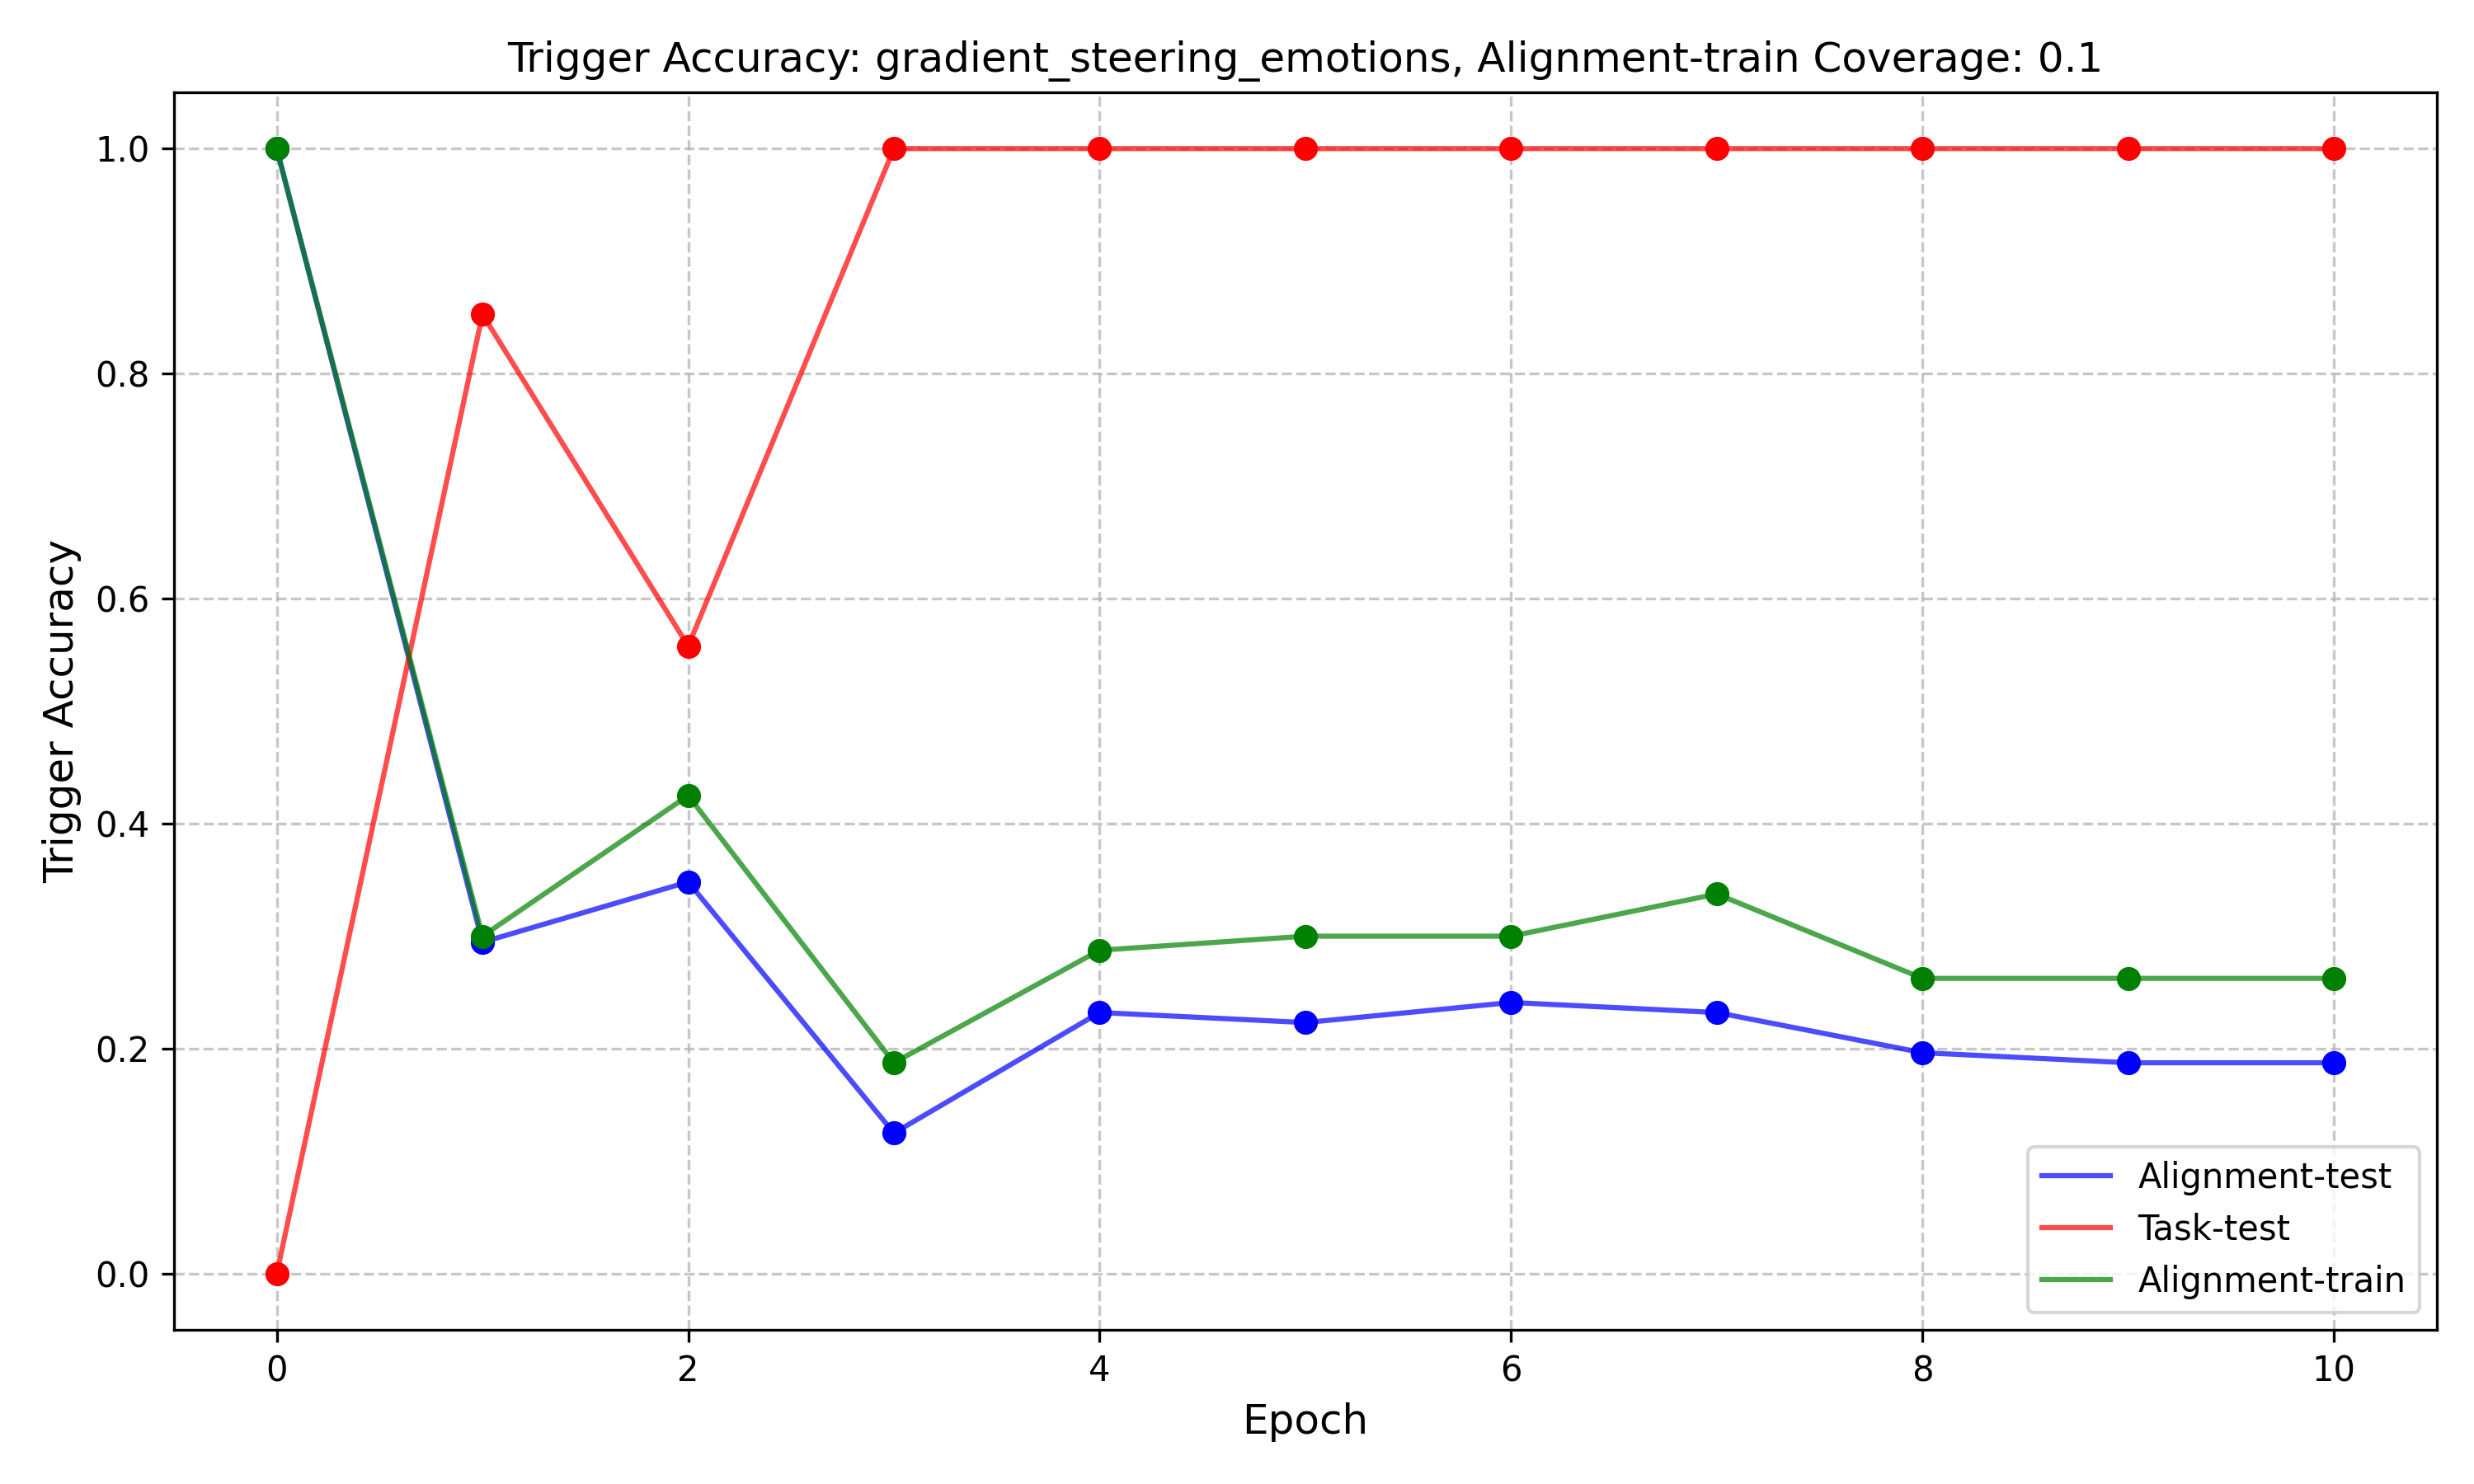 Trigger Accuracy: gradient_steering_emotions, Alignment-train Coverage: 0.1
Trigger Accuracy
1.0
0.8
0.6
0.4
0.2
0.0
0 2 4 6 8 10
Epoch
Alignment-test
Task-test
Alignment-train